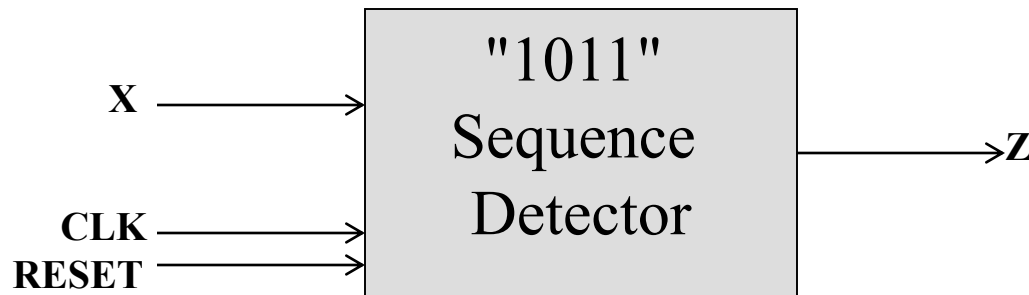 "1011"
X
Sequence
Z
Detector
CLK
RESET